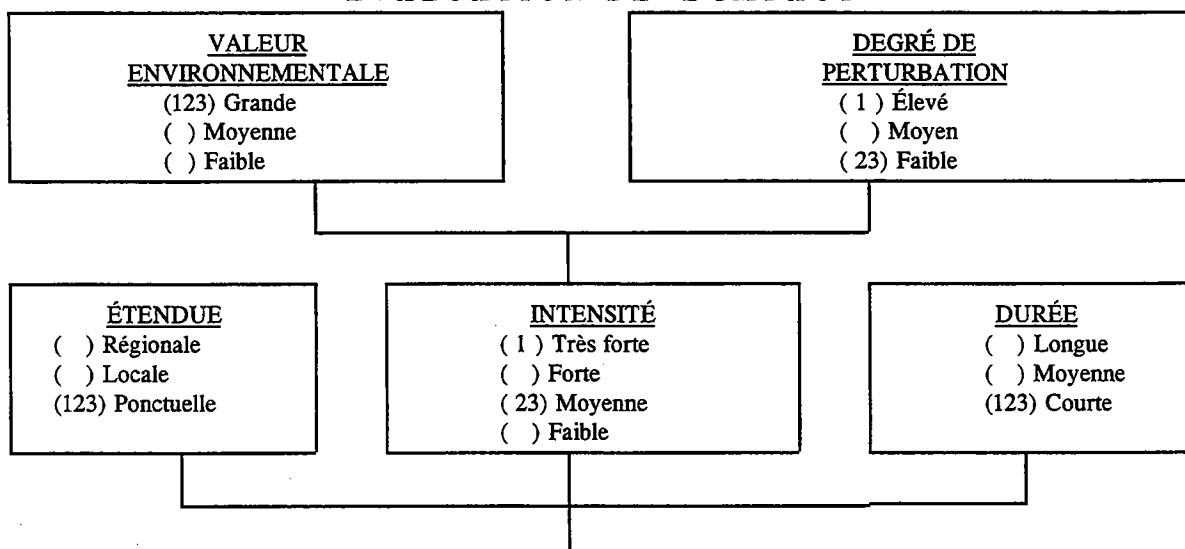 VALEUR
ENVIRONNEMENTALE
(123) Grande
( ) Moyenne
( ) Faible
DEGRÉ DE
PERTURBATION
( 1 ) Élevé
( ) Moyen
( 23) Faible
ÉTENDUE
( ) Régionale
( ) Locale
(123) Ponctuelle
INTENSITÉ
( 1 ) Très forte
( ) Forte
( 23) Moyenne
( ) Faible
DURÉE
( ) Longue
( ) Moyenne
(123) Courte